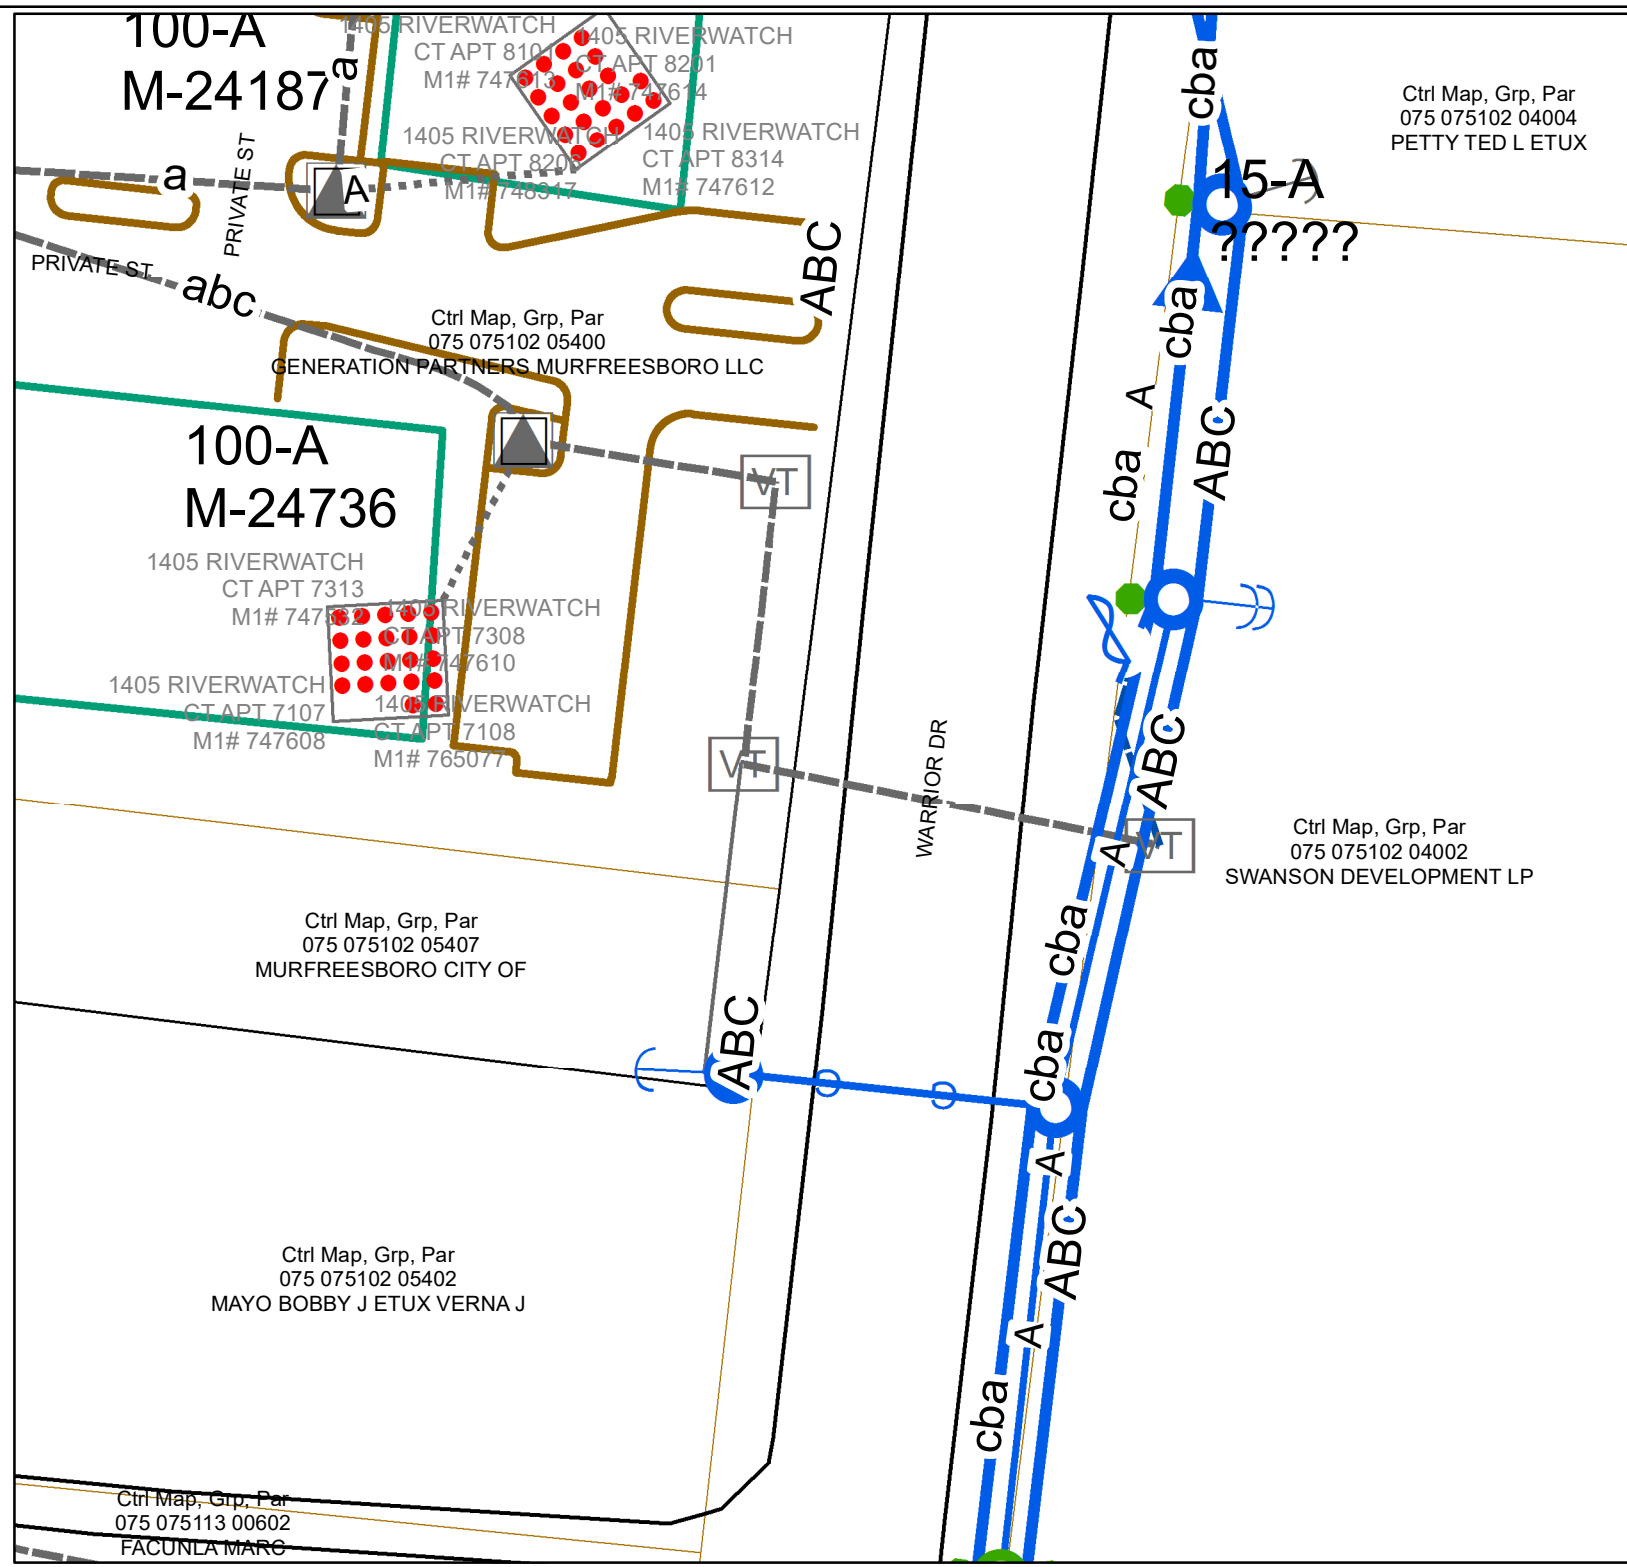 100-A
M-24187
a
1405 RIVERWATCH
CT APT 8101
M1# 747613
1405 RIVERWATCH
CT APT 8201
M1# 747614
1405 RIVERWATCH
M1# 748317
1405 RIVERWATCH
CT APT 8314
M1# 747612
cba
Ctrl Map, Grp, Par
075 075102 04004
PETTY TED L ETUX
a
A
PRIVATE ST
PRIVATE ST
15-A
?????
abc
ABC
Ctrl Map, Grp, Par
075 075102 05400
GENERATION PARTNERS MURFREESBORO LLC
cba
A
ABC
cba
100-A
M-24736
VT
1405 RIVERWATCH
CT APT 7313
1405 RIVERWATCH
CT APT 7308
M1# 747610
1405 RIVERWATCH
CT APT 7107
M1# 747608
1405 RIVERWATCH
CT APT 7108
M1# 765077
VT
WARRIOR DR
ABC
A
VT
Ctrl Map, Grp, Par
075 075102 04002
SWANSON DEVELOPMENT LP
Ctrl Map, Grp, Par
075 075102 05407
MURFREESBORO CITY OF
cba
ABC
cba
A
ABC
Ctrl Map, Grp, Par
075 075102 05402
MAYO BOBBY J ETUX VERNA J
A
cba
Ctrl Map, Grp, Par
075 075113 00602
FACUNLA MARC